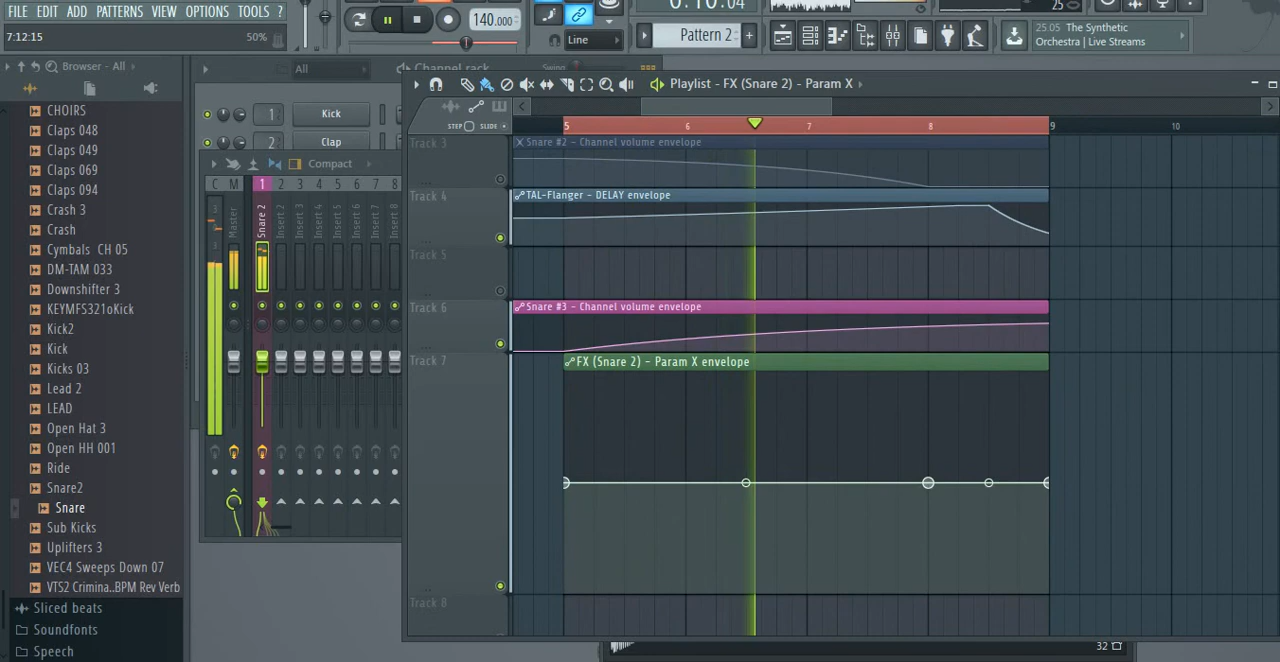 FILE EDIT ADD PATTERNS VIEW OPTIONS TOOLS ?
7:12:15 50%
140.000
Line
Pattern 2
25
25.05 The Synthetic
Orchestra | Live Streams
Browser - All
All
Channel rack
Swing
Playlist - FX (Snare 2) - Param X
CHOIRS
Claps 048
Claps 049
Claps 069
Claps 094
Crash 3
Crash
Cymbals CH 05
DM-TAM 033
Downshifter 3
KEYMFS321oKick
Kick2
Kick
Kicks 03
Lead 2
LEAD
Open Hat 3
Open HH 001
Ride
Snare2
Snare
Sub Kicks
Uplifters 3
VEC4 Sweeps Down 07
VTS2 Crimina..BPM Rev Verb
Sliced beats
Soundfonts
Speech
1 Kick
2 Clap
Compact
C M 1 2 3 4 5 6 7 8
3
3
Master
Snare 2
Insert 2
Insert 3
Insert 4
Insert 5
Insert 6
Insert 7
Insert 8
STEP SLIDE
5 6 7 8 9 10
Track 3
Snare #2 - Channel volume envelope
Track 4
TAL-Flanger - DELAY envelope
Track 5
Track 6
Snare #3 - Channel volume envelope
Track 7
FX (Snare 2) - Param X envelope
Track 8
32